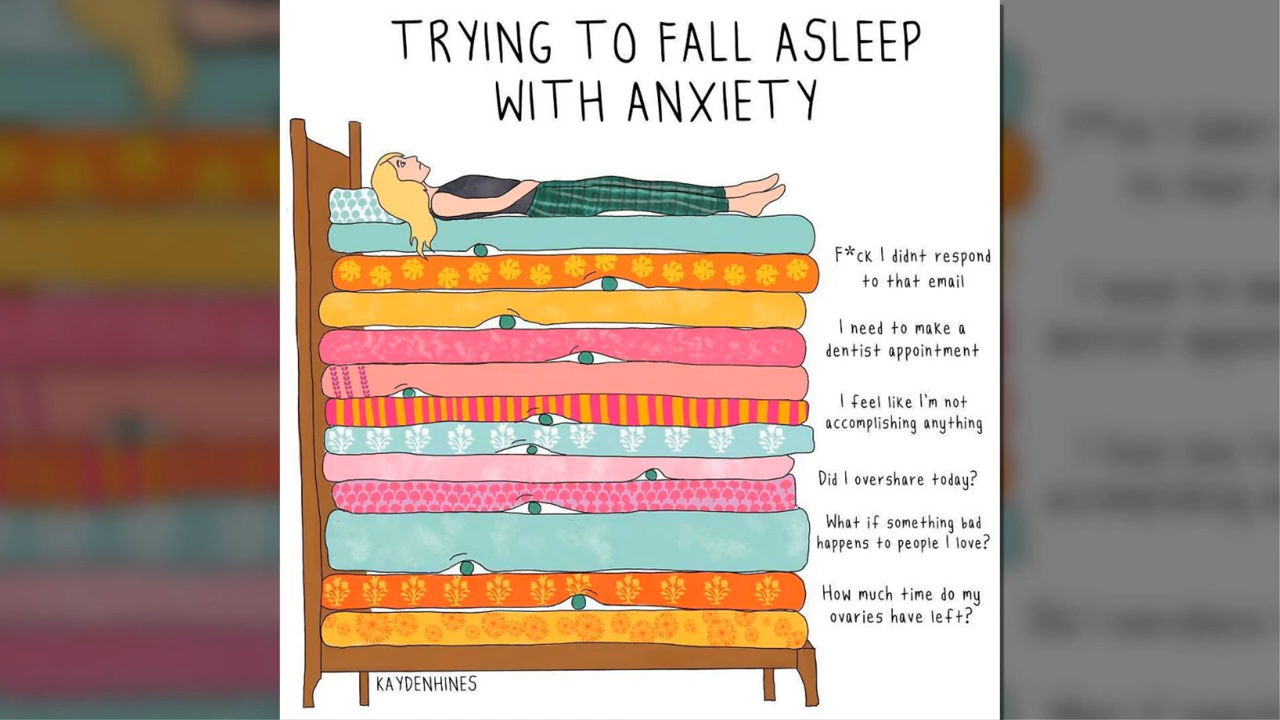 TRYING TO FALL ASLEEP
WITH ANXIETY
F*ck I didnt respond
to that email
I need to make a
dentist appointment
I feel like I'm not
accomplishing anything
Did I overshare today?
What if something bad
happens to people I love?
How much time do my
ovaries have left?
KAYDENHINES